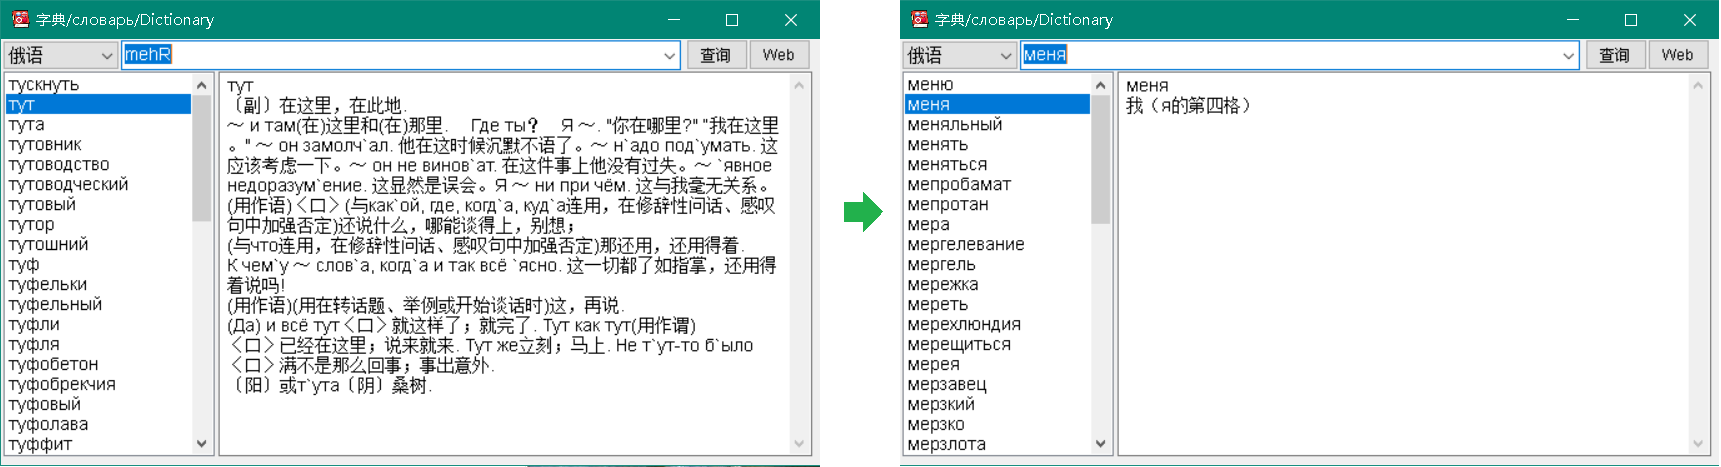 字典/словарь/Dictionary
俄语
mehR
查询
Web
тускнуть
тут
тута
тутовник
тутоводство
тутоводческий
тутовый
тутор
тутошний
туф
туфельки
туфельный
туфли
туфля
туфобетон
туфобрекчия
туфовый
туфолава
туффит
тут
〔副〕在这里，在此地.
～ и там(在)这里和(在)那里.　Где ты?　Я ～. "你在哪里?" "我在这里
。" ～ он замолч`ал. 他在这时候沉默不语了。～ н`адо под`умать. 这
应该考虑一下。～ он не винов`ат. 在这件事上他没有过失。～ `явное
недоразум`ение. 这显然是误会。Я ～ ни при чём. 这与我毫无关系。
(用作语)〈口〉(与как`ой, где, когд`а, куд`а连用，在修辞性问话、感叹
句中加强否定)还说什么，哪能谈得上，别想；
(与что连用，在修辞性问话、感叹句中加强否定)那还用，还用得着.
К чем`у ～ слов`а, когд`а и так всё `ясно. 这一切都了如指掌，还用得
着说吗!
(用作语)(用在转话题、举例或开始谈话时)这，再说.
(Да) и всё тут〈口〉就这样了；就完了. Тут как тут(用作谓)
〈口〉已经在这里；说来就来. Тут же立刻；马上. Не т`ут-то б`ыло
〈口〉满不是那么回事；事出意外.
〔阳〕或т`ута〔阴〕桑树.
字典/словарь/Dictionary
俄语
меня
查询
Web
меню
меня
меняльный
менять
меняться
мепробамат
мепротан
мера
мергелевание
мергель
мережка
мереть
мерехлюндия
мерещиться
мерея
мерзавец
мерзкий
мерзко
мерзлота
меня
我（я的第四格）